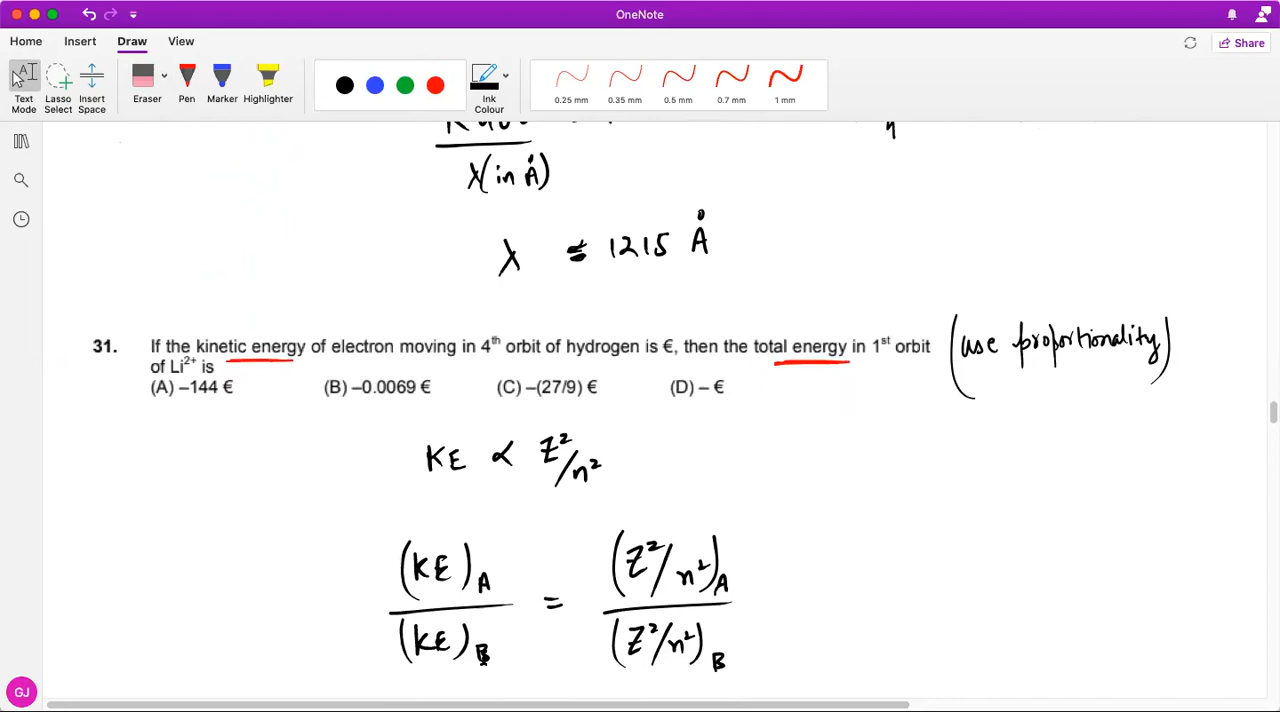 OneNote
Home Insert Draw View
Share
Text Mode
Lasso Select
Insert Space
Eraser
Pen
Marker
Highlighter
Ink Colour
0.25 mm
0.35 mm
0.5 mm
0.7 mm
1 mm
λ(in Å)
λ = 1215 Å
31. If the kinetic energy of electron moving in 4th orbit of hydrogen is €, then the total energy in 1st orbit
of Li2+ is
(use proportionality)
(A) –144 € (B) –0.0069 € (C) –(27/9) € (D) – €
KE ∝ Z²/n²
(KE)A / (KE)B = (Z²/n²)A / (Z²/n²)B
GJ